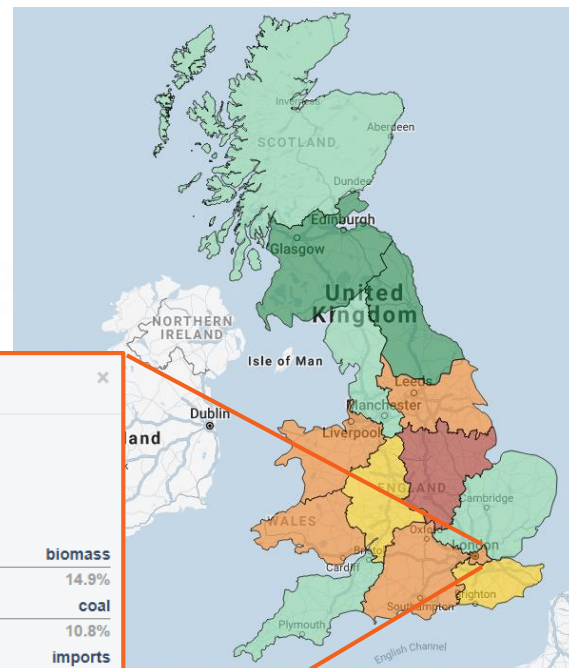 Inverness
Aberdeen
SCOTLAND
Dundee
Edinburgh
Glasgow
United
Kingdom
NORTHERN
IRELAND
Isle of Man
Leeds
Manchester
Dublin
Liverpool
land
ENGLAND
Cambridge
WALES
Oxford
London
biomass
Cardiff
14.9%
Southampton
Brighton
coal
Plymouth
10.8%
English Channel
imports